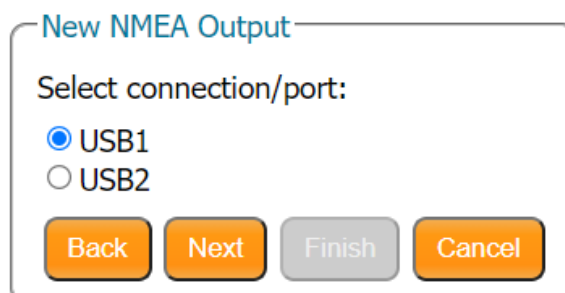 New NMEA Output
Select connection/port:
USB1
USB2
Back Next Finish Cancel